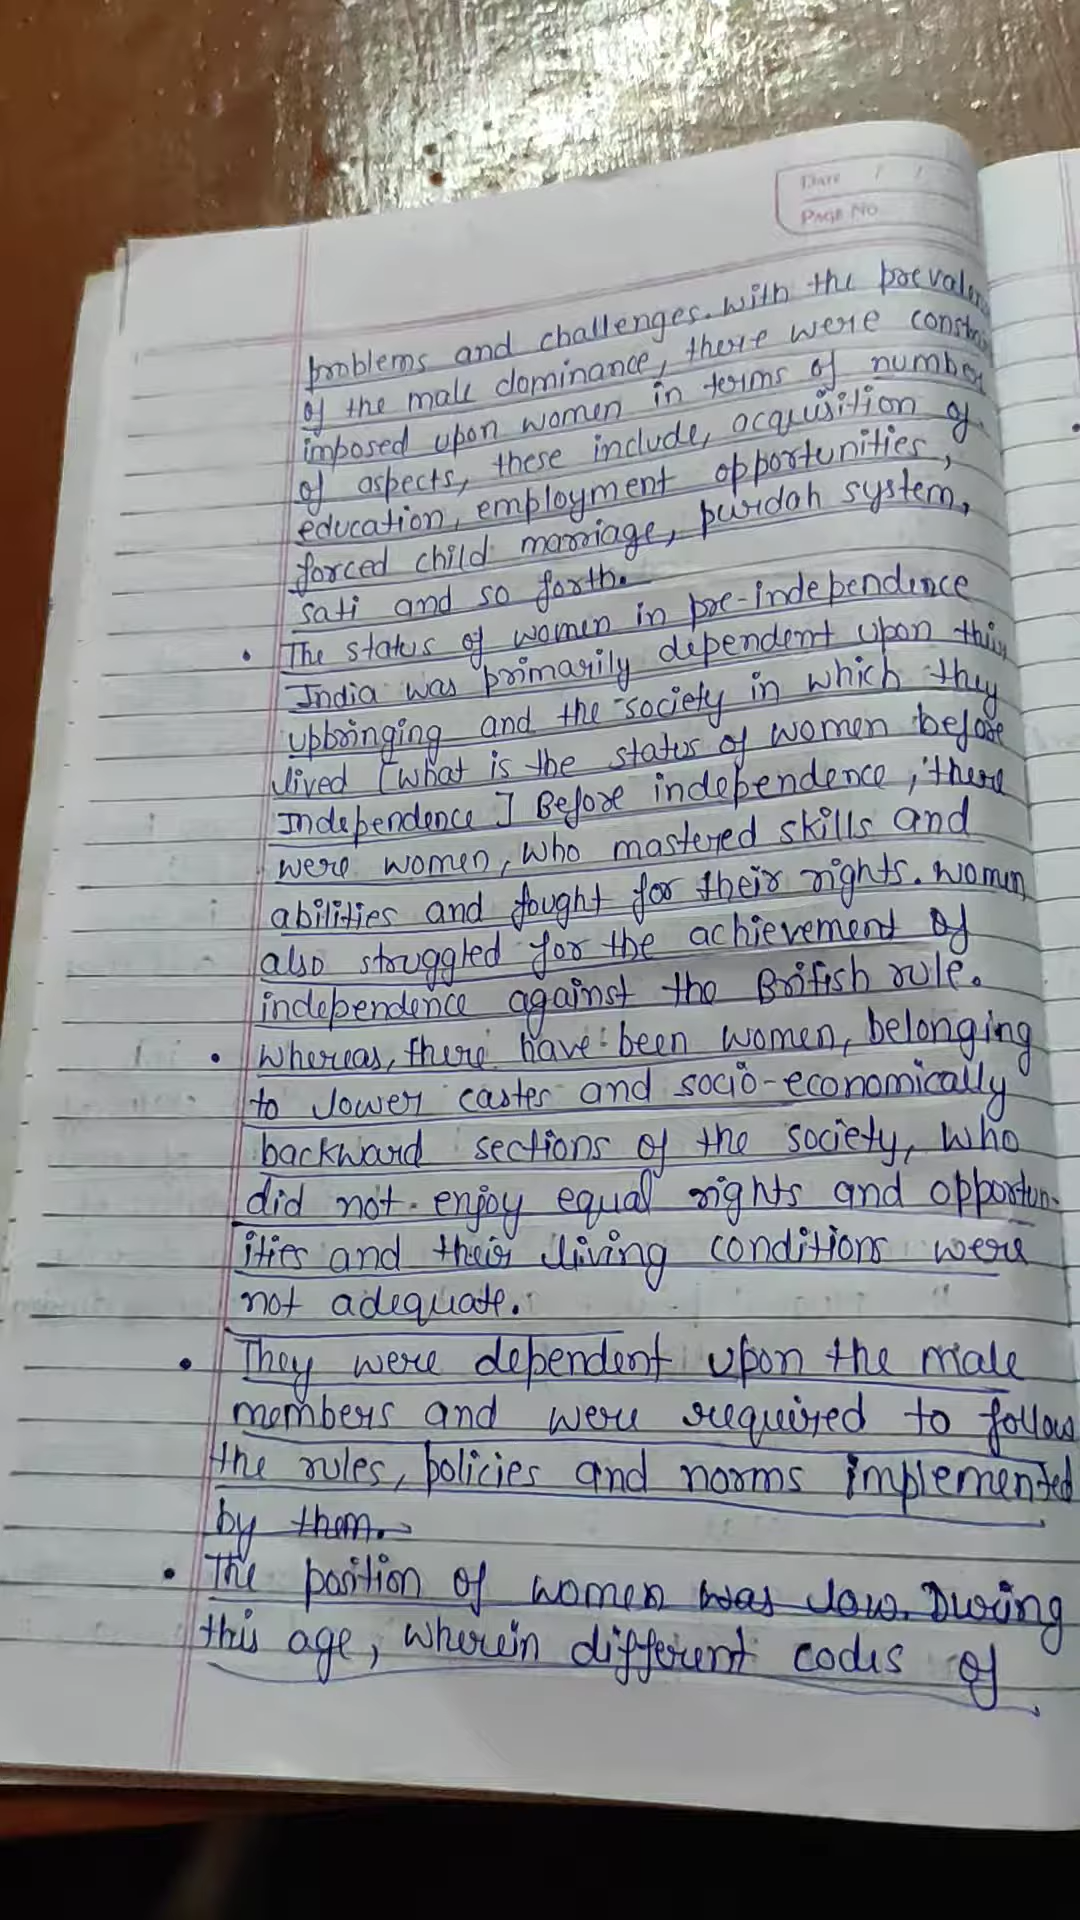 Date / /
Page No
problems and challenges. with the
of the male dominance, there were
imposed upon women in terms of number
of aspects, these include, acquisition of
education, employment opportunities,
forced child marriage, purdah system,
sati and so forth.
• The status of women in pre-independence
India was primarily dependent upon their
upbringing and the society in which they
lived [what is the status of women before
Independence] Before independence, there
were women, who mastered skills and
abilities and fought for their rights. women
also struggled for the achievement of
independence against the British rule.
• whereas, there have been women, belonging
to lower castes and socio-economically
backward sections of the society, who
did not enjoy equal rights and opportun-
ities and their living conditions were
not adequate.
• They were dependent upon the male
members and were required to follow
the rules, policies and norms implemented
by them.
• The position of women was low. During
this age, wherein different codes of